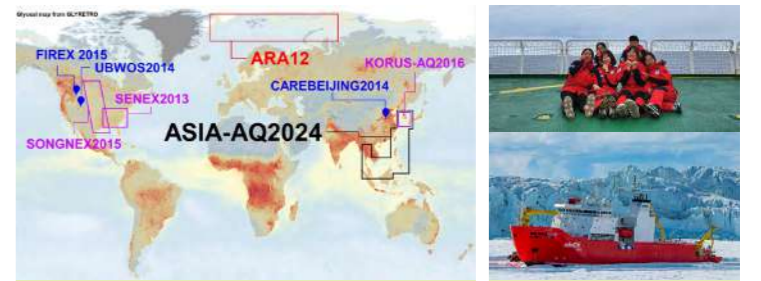 Glyoxal map from GLYRETRO
FIREX 2015
UBWOS2014
ARA12
KORUS-AQ2016
SENEX2013
CAREBEIJING2014
ASIA-AQ2024
SONGNEX2015